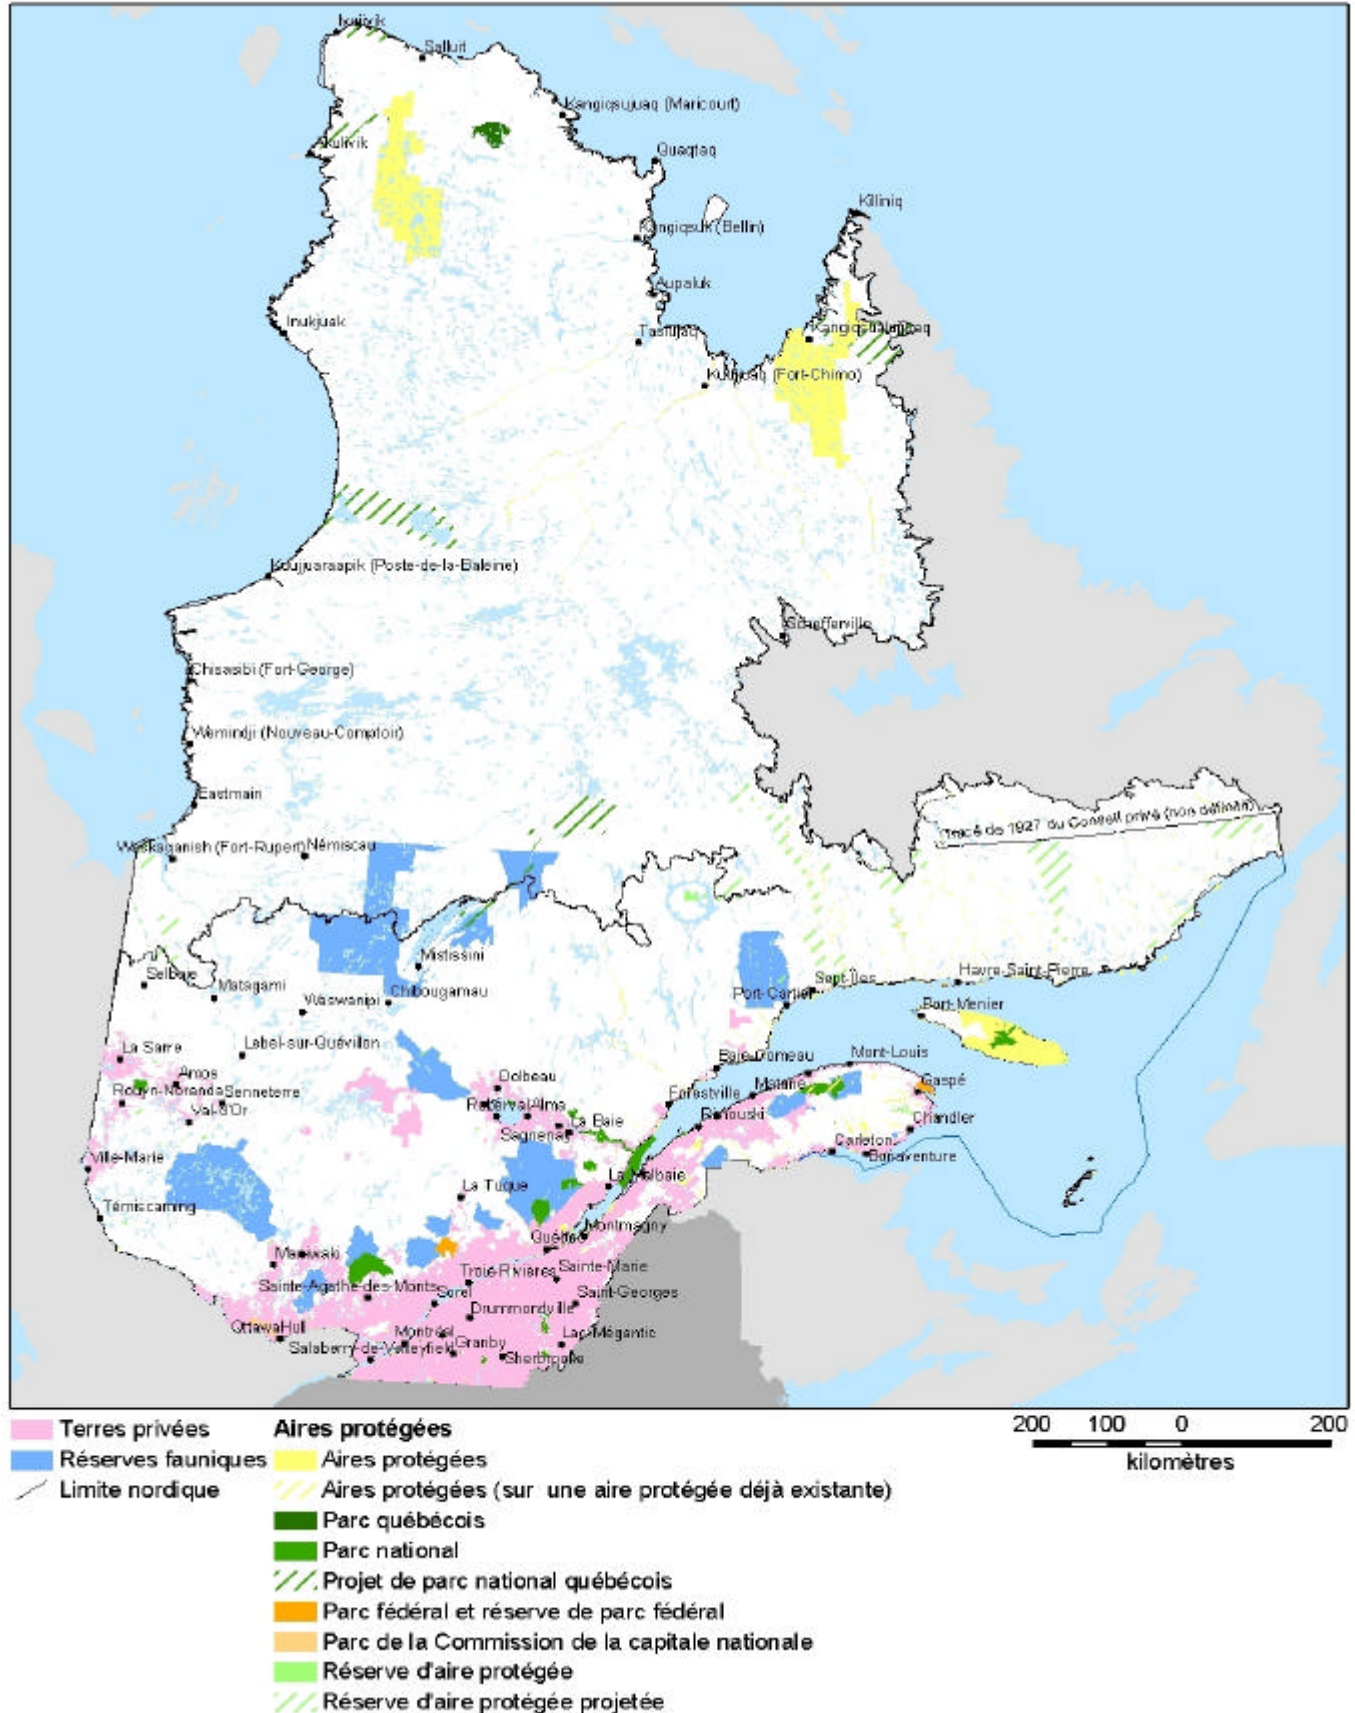 Ivujivik
Salluit
Kangiqsujuaq (Maricourt)
Akulivik
Quaqtaq
Killiniq
Kangiqsuk (Bellin)
Aupaluk
Inukjuak
Tasiujaq
Kuujjuaq (Fort-Chimo)
Koujjuaraapik (Poste-de-la-Baleine)
Schefferville
Chisasibi (Fort-George)
Wemindji (Nouveau-Comptoir)
Eastmain
Tracé de 1927 du Conseil privé (non définitif)
Waskaganish (Fort-Rupert)
Némiscau
Mistissini
Selbaie
Matagami
Waswanipi
Chibougamau
Sept-Îles
Havre-Saint-Pierre
Port-Cartier
Port-Menier
La Sarre
Lebel-sur-Quévillon
Baie-Comeau
Mont-Louis
Amos
Dolbeau
Matane
Gaspé
Rouyn-Noranda
Senneterre
Forestville
Val-d'Or
Roberval
Alma
La Baie
Rimouski
Chandler
Saguenay
Carleton
Bonaventure
Ville-Marie
La Malbaie
La Tuque
Témiscaming
Montmagny
Québec
Maniwaki
Trois-Rivières
Sainte-Marie
Sainte-Agathe-des-Monts
Sorel
Saint-Georges
Drummondville
Ottawa
Hull
Montréal
Granby
Lac-Mégantic
Salaberry-de-Valleyfield
Sherbrooke
Terres privées
Réserves fauniques
Limite nordique
Aires protégées
Aires protégées
Aires protégées (sur une aire protégée déjà existante)
Parc québécois
Parc national
Projet de parc national québécois
Parc fédéral et réserve de parc fédéral
Parc de la Commission de la capitale nationale
Réserve d'aire protégée
Réserve d'aire protégée projetée
200 100 0 200
kilomètres